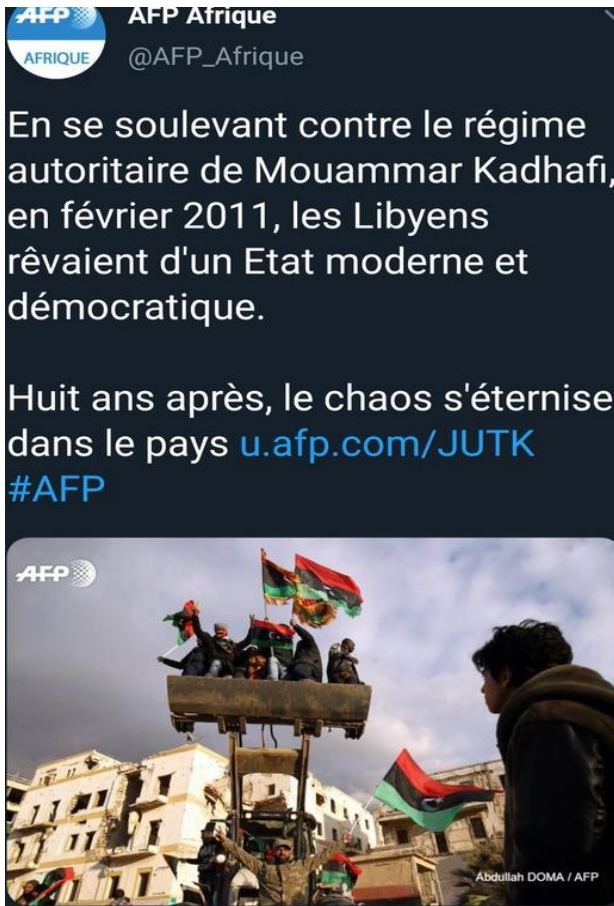 AFP
AFRIQUE
AFP Afrique
@AFP_Afrique
En se soulevant contre le régime
autoritaire de Mouammar Kadhafi,
en février 2011, les Libyens
rêvaient d'un Etat moderne et
démocratique.
Huit ans après, le chaos s'éternise
dans le pays u.afp.com/JUTK
#AFP
AFP
Abdullah DOMA / AFP